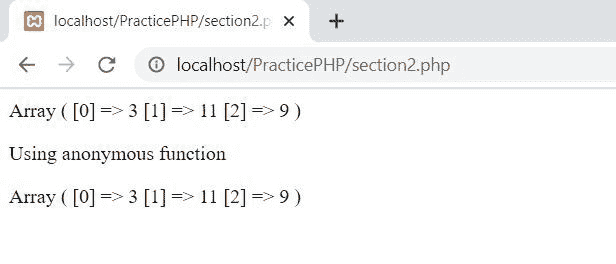 localhost/PracticePHP/section2.p
localhost/PracticePHP/section2.php
Array ( [0] => 3 [1] => 11 [2] => 9 )
Using anonymous function
Array ( [0] => 3 [1] => 11 [2] => 9 )